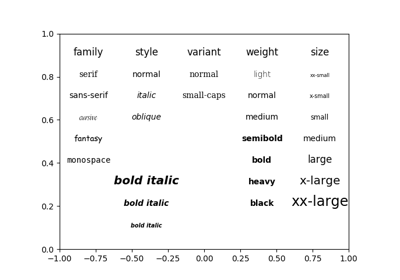 1.0
family style variant weight size
serif normal normal light xx-small
0.8
sans-serif italic small-caps normal x-small
cursive oblique medium small
0.6
fantasy semibold medium
monospace bold large
0.4
bold italic heavy x-large
bold italic black xx-large
0.2
bold italic
0.0
−1.00 −0.75 −0.50 −0.25 0.00 0.25 0.50 0.75 1.00